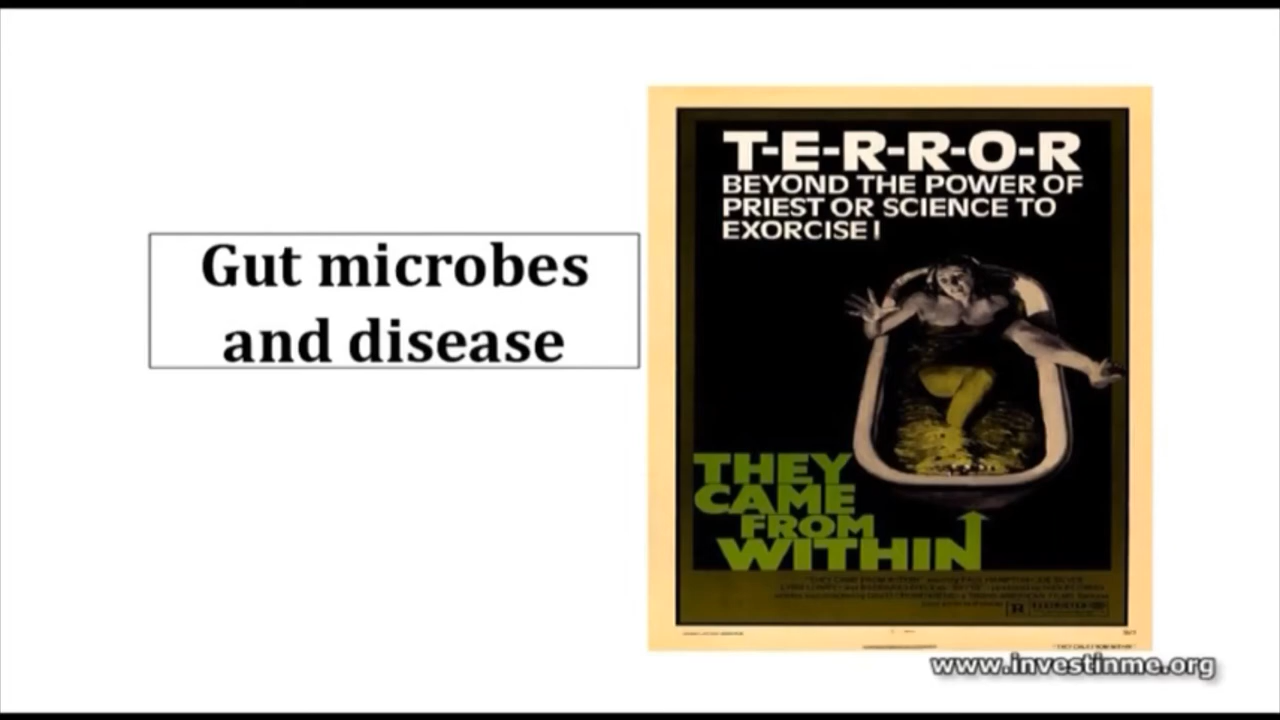 Gut microbes
and disease
T-E-R-R-O-R
BEYOND THE POWER OF
PRIEST OR SCIENCE TO
EXORCISE!
THEY
CAME
FROM
WITHIN
R
www.investinme.org